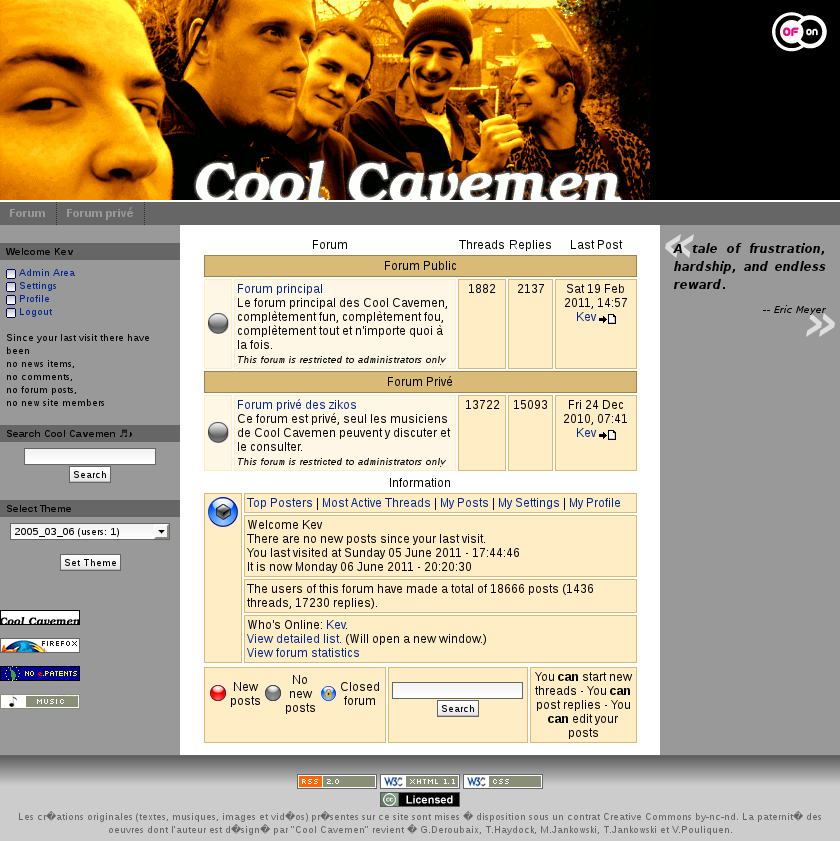 OF on
Cool Cavemen
Forum Forum privé
Welcome Kev
Admin Area
Settings
Profile
Logout
Since your last visit there have
been
no news items,
no comments,
no forum posts,
no new site members
Search Cool Cavemen
Search
Select Theme
2005_03_06 (users: 1)
Set Theme
Cool Cavemen
FIREFOX
NO e.PATENTS
MUSIC
Forum Threads Replies Last Post
Forum Public
Forum principal 1882 2137 Sat 19 Feb
Le forum principal des Cool Cavemen, 2011, 14:57
complètement fun, complètement fou, Kev
complètement tout et n'importe quoi à
la fois.
This forum is restricted to administrators only
Forum Privé
Forum privé des zikos 13722 15093 Fri 24 Dec
Ce forum est privé, seul les musiciens 2010, 07:41
de Cool Cavemen peuvent y discuter et Kev
le consulter.
This forum is restricted to administrators only
Information
Top Posters | Most Active Threads | My Posts | My Settings | My Profile
Welcome Kev
There are no new posts since your last visit.
You last visited at Sunday 05 June 2011 - 17:44:46
It is now Monday 06 June 2011 - 20:20:30
The users of this forum have made a total of 18666 posts (1436
threads, 17230 replies).
Who's Online: Kev.
View detailed list. (Will open a new window.)
View forum statistics
New
posts
No
new
posts
Closed
forum
Search
You can start new
threads - You can
post replies - You
can edit your
posts
« A tale of frustration,
hardship, and endless
reward.
-- Eric Meyer
»
RSS 2.0 W3C XHTML 1.1 W3C CSS
cc Licensed
Les cr�ations originales (textes, musiques, images et vid�os) pr�sentes sur ce site sont mises � disposition sous un contrat Creative Commons by-nc-nd. La paternit� des
oeuvres dont l'auteur est d�sign� par "Cool Cavemen" revient � G.Deroubaix, T.Haydock, M.Jankowski, T.Jankowski et V.Pouliquen.